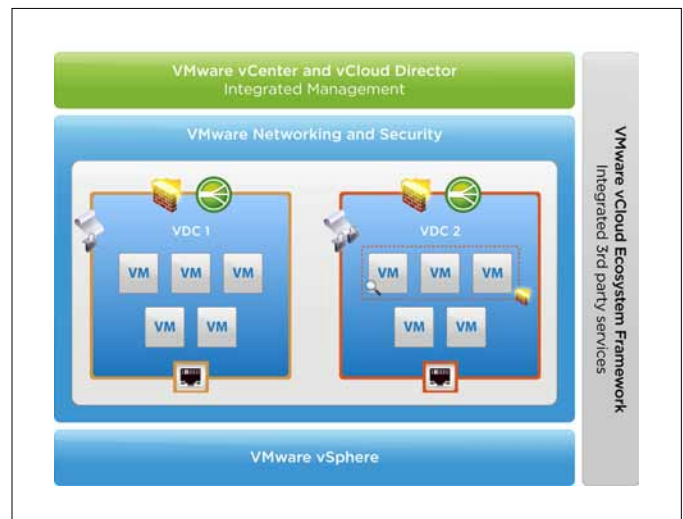 VMware vCenter and vCloud Director
Integrated Management
VMware Networking and Security
VDC 1
VM VM VM
VM VM
VDC 2
VM VM VM
VM VM
VMware vSphere
VMware vCloud Ecosystem Framework
Integrated 3rd party services